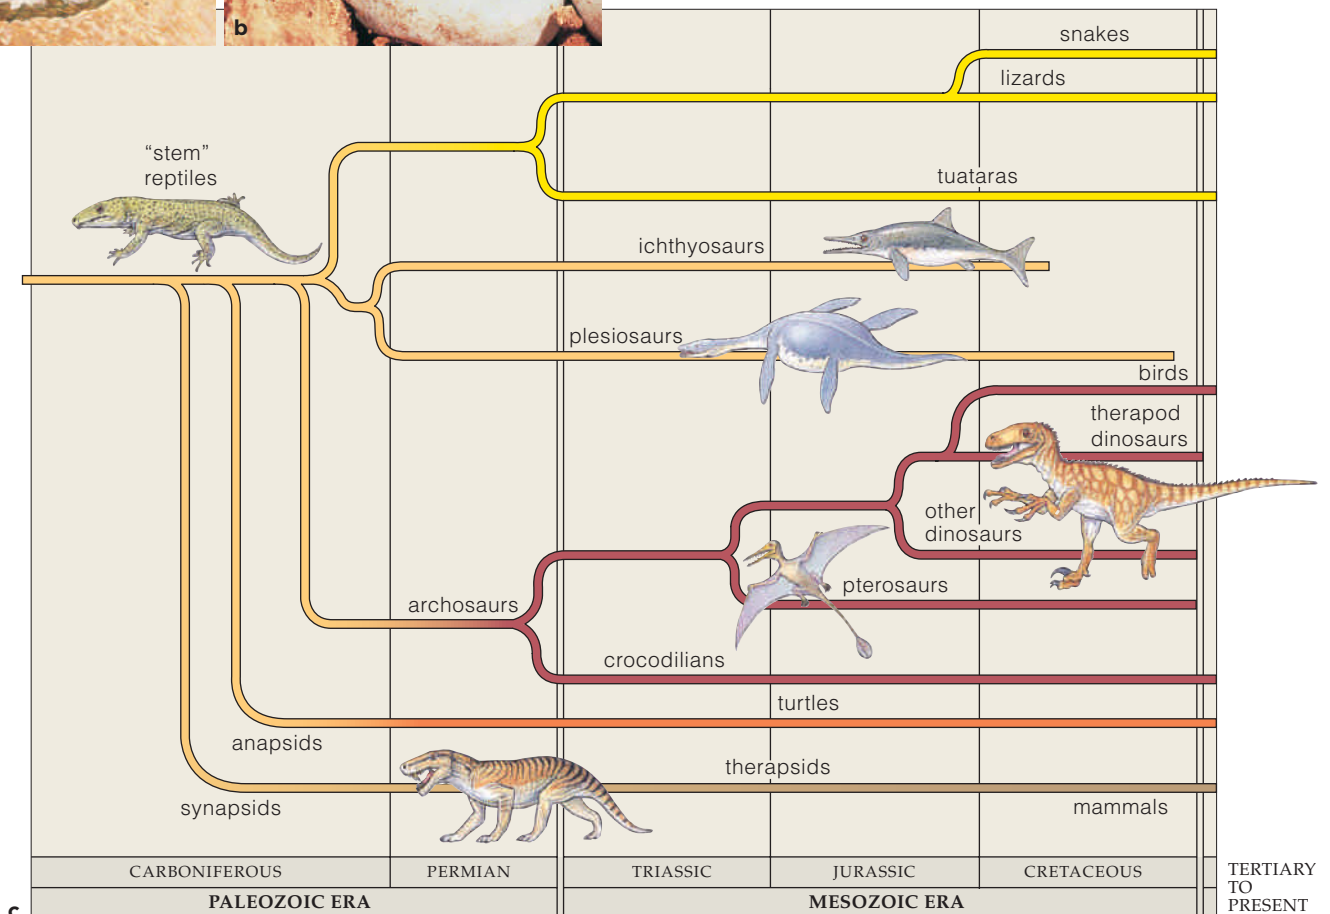 b
snakes
lizards
“stem”
reptiles
tuataras
ichthyosaurs
plesiosaurs
birds
therapod
dinosaurs
other
dinosaurs
pterosaurs
archosaurs
crocodilians
turtles
anapsids
therapsids
synapsids
mammals
CARBONIFEROUS
PERMIAN
TRIASSIC
JURASSIC
CRETACEOUS
TERTIARY
TO
PRESENT
PALEOZOIC ERA
MESOZOIC ERA
c